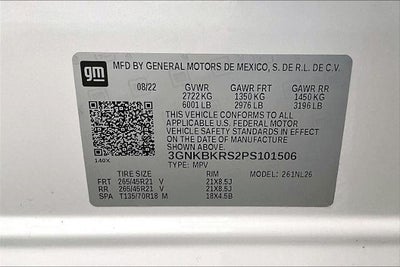 gm
MFD BY GENERAL MOTORS DE MEXICO, S. DE R.L. DE C.V.
08/22 GVWR GAWR FRT GAWR RR
2722 KG 1350 KG 1450 KG
6001 LB 2976 LB 3196 LB
THIS VEHICLE CONFORMS TO ALL APPLICABLE
U.S. FEDERAL MOTOR VEHICLE SAFETY
STANDARDS IN EFFECT ON
THE DATE OF MANUFACTURE SHOWN ABOVE.
3GNKBKRS2PS101506
TYPE: MPV MODEL: 261NL26
TIRE SIZE RIM
FRT 265/45R21 V 21X8.5J
RR 265/45R21 V 21X8.5J
SPA T135/70R18 M 18X4.5B